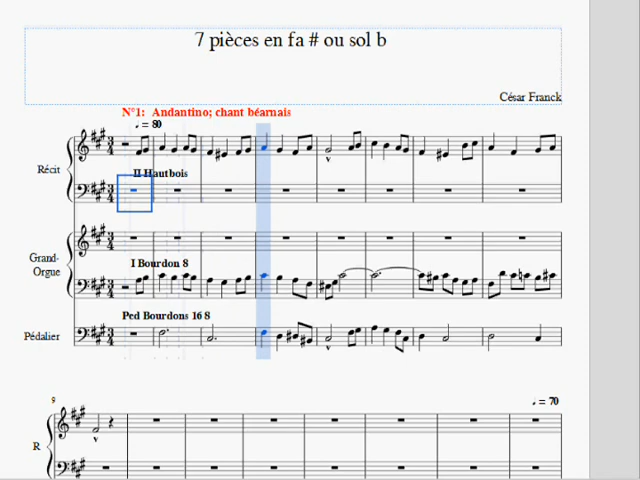 7 pièces en fa # ou sol b
César Franck
N°1: Andantino; chant béarnais
= 80
Récit
II Hautbois
Grand-
Orgue
I Bourdon 8
Ped Bourdons 16 8
Pédalier
9
= 70
R